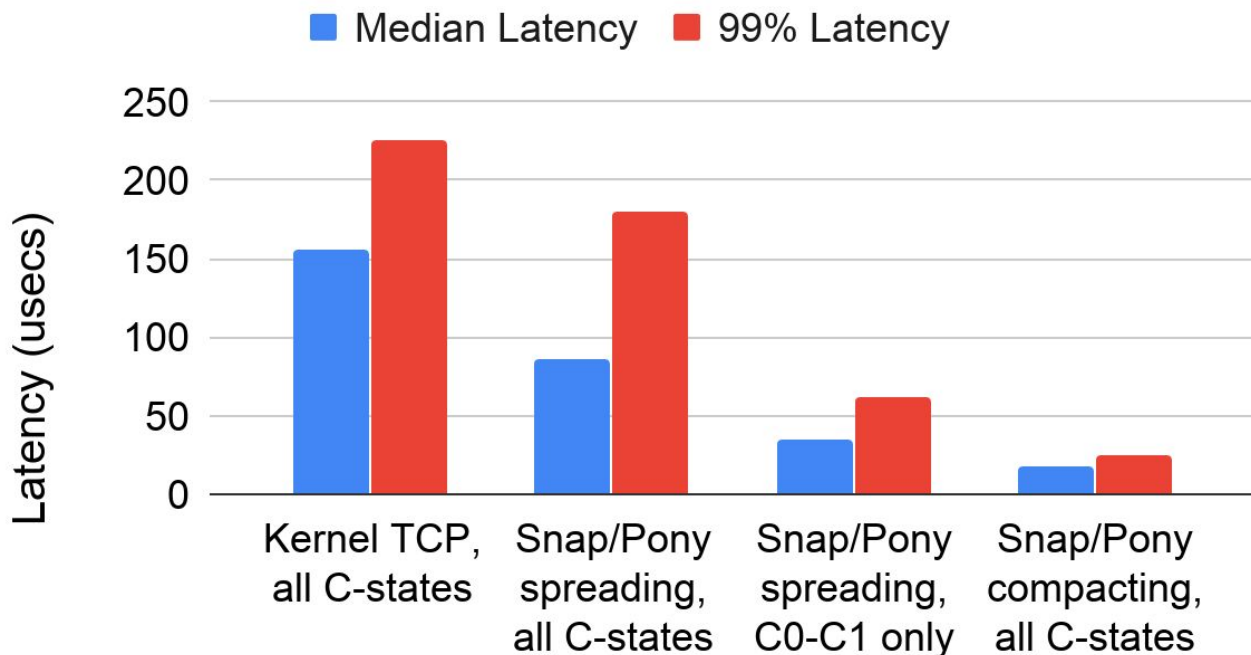 Median Latency 99% Latency
Latency (usecs)
250
200
150
100
50
0
Kernel TCP,
all C-states
Snap/Pony
spreading,
all C-states
Snap/Pony
spreading,
C0-C1 only
Snap/Pony
compacting,
all C-states